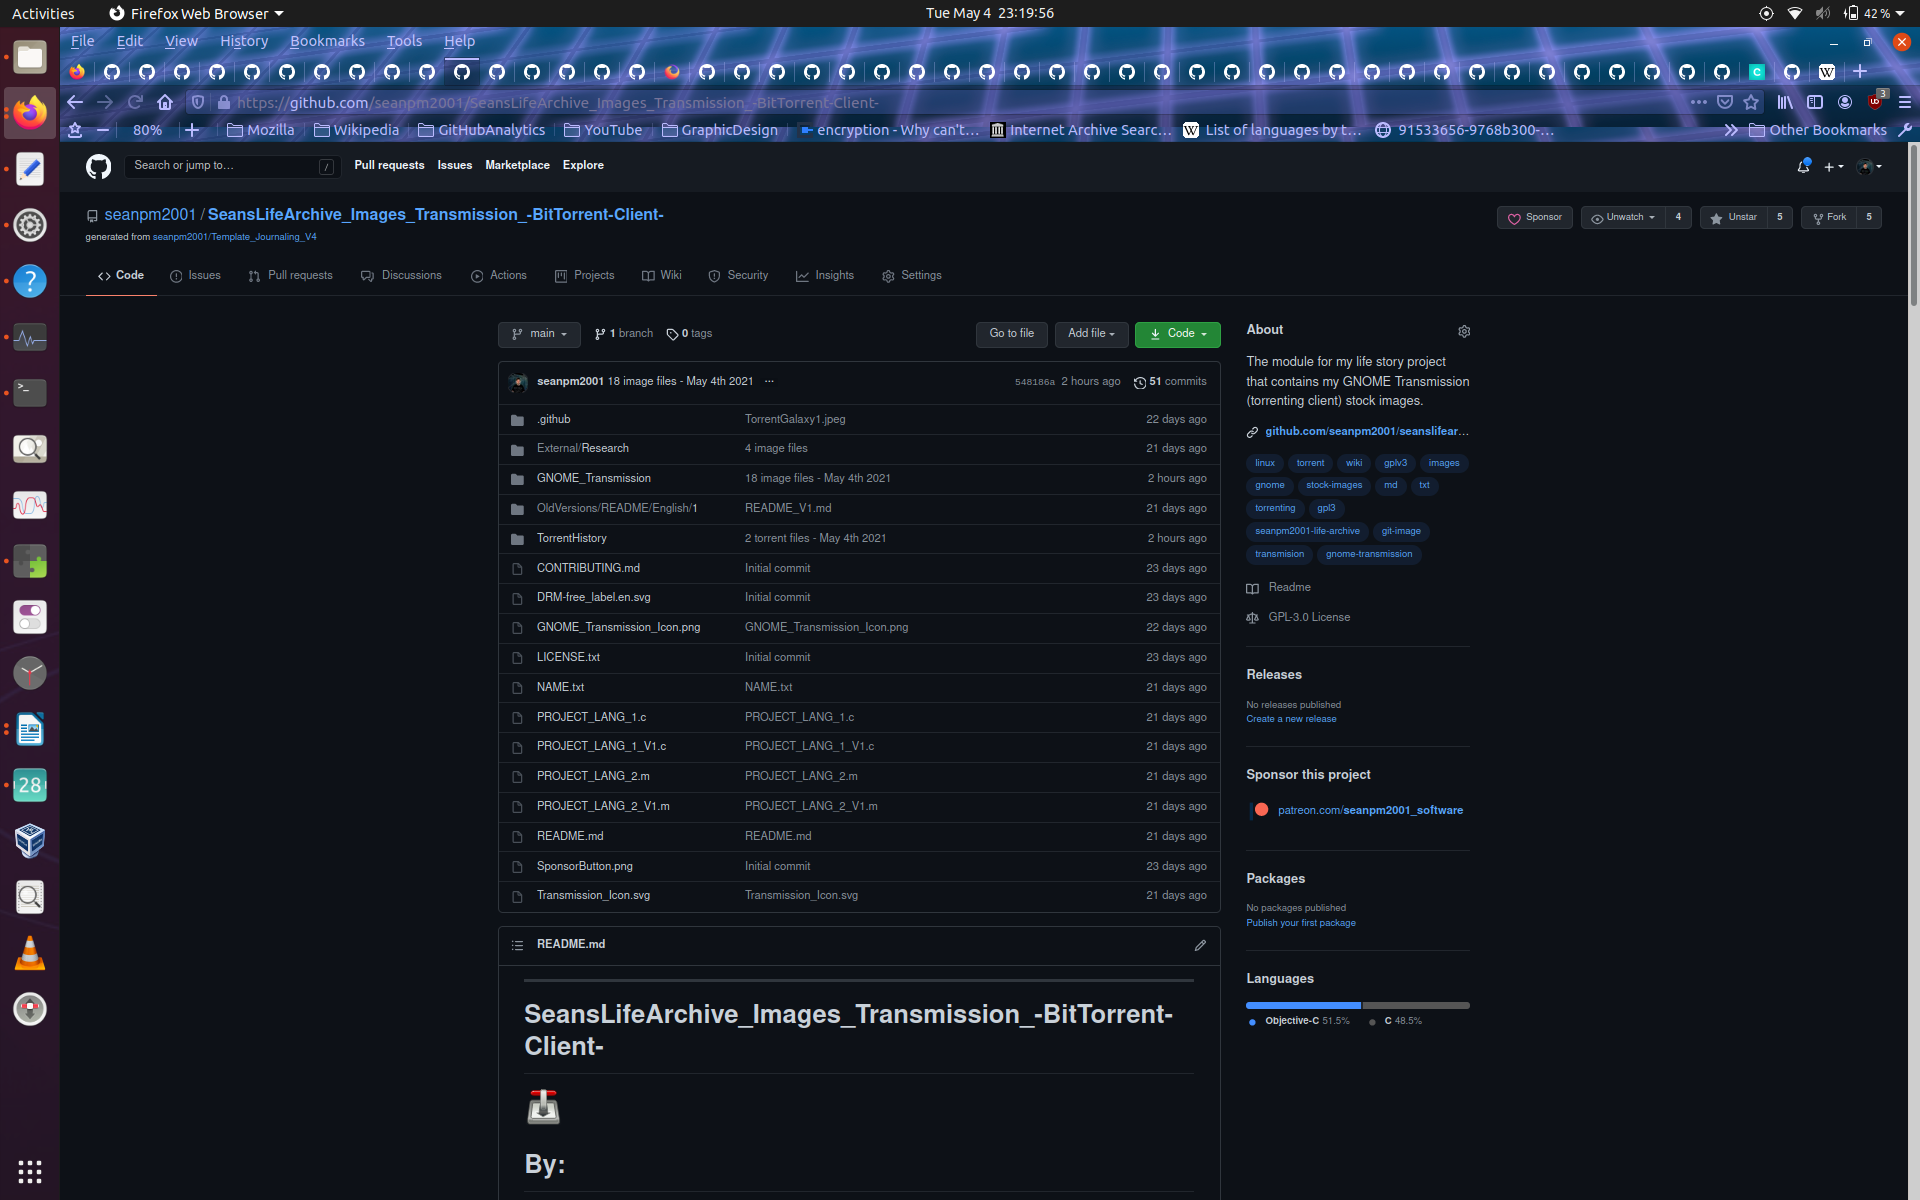 Activities Firefox Web Browser Tue May 4 23:19:56 42 %
File Edit View History Bookmarks Tools Help
https://github.com/seanpm2001/SeansLifeArchive_Images_Transmission_-BitTorrent-Client- 3
80% Mozilla Wikipedia GitHubAnalytics YouTube GraphicDesign encryption - Why can't… Internet Archive Searc… List of languages by t… 91533656-9768b300-… Other Bookmarks
Search or jump to… / Pull requests Issues Marketplace Explore
seanpm2001 / SeansLifeArchive_Images_Transmission_-BitTorrent-Client- Sponsor Unwatch 4 Unstar 5 Fork 5
generated from seanpm2001/Template_Journaling_V4
Code Issues Pull requests Discussions Actions Projects Wiki Security Insights Settings
main 1 branch 0 tags Go to file Add file Code
seanpm2001 18 image files - May 4th 2021 … 548186a 2 hours ago 51 commits
.github TorrentGalaxy1.jpeg 22 days ago
External/Research 4 image files 21 days ago
GNOME_Transmission 18 image files - May 4th 2021 2 hours ago
OldVersions/README/English/1 README_V1.md 21 days ago
TorrentHistory 2 torrent files - May 4th 2021 2 hours ago
CONTRIBUTING.md Initial commit 23 days ago
DRM-free_label.en.svg Initial commit 23 days ago
GNOME_Transmission_Icon.png GNOME_Transmission_Icon.png 22 days ago
LICENSE.txt Initial commit 23 days ago
NAME.txt NAME.txt 21 days ago
PROJECT_LANG_1.c PROJECT_LANG_1.c 21 days ago
PROJECT_LANG_1_V1.c PROJECT_LANG_1_V1.c 21 days ago
PROJECT_LANG_2.m PROJECT_LANG_2.m 21 days ago
PROJECT_LANG_2_V1.m PROJECT_LANG_2_V1.m 21 days ago
README.md README.md 21 days ago
SponsorButton.png Initial commit 23 days ago
Transmission_Icon.svg Transmission_Icon.svg 21 days ago
README.md
SeansLifeArchive_Images_Transmission_-BitTorrent-
Client-
By:
About
The module for my life story project
that contains my GNOME Transmission
(torrenting client) stock images.
github.com/seanpm2001/seanslifear…
linux torrent wiki gplv3 images
gnome stock-images md txt
torrenting gpl3
seanpm2001-life-archive git-image
transmision gnome-transmission
Readme
GPL-3.0 License
Releases
No releases published
Create a new release
Sponsor this project
patreon.com/seanpm2001_software
Packages
No packages published
Publish your first package
Languages
Objective-C 51.5% C 48.5%
28